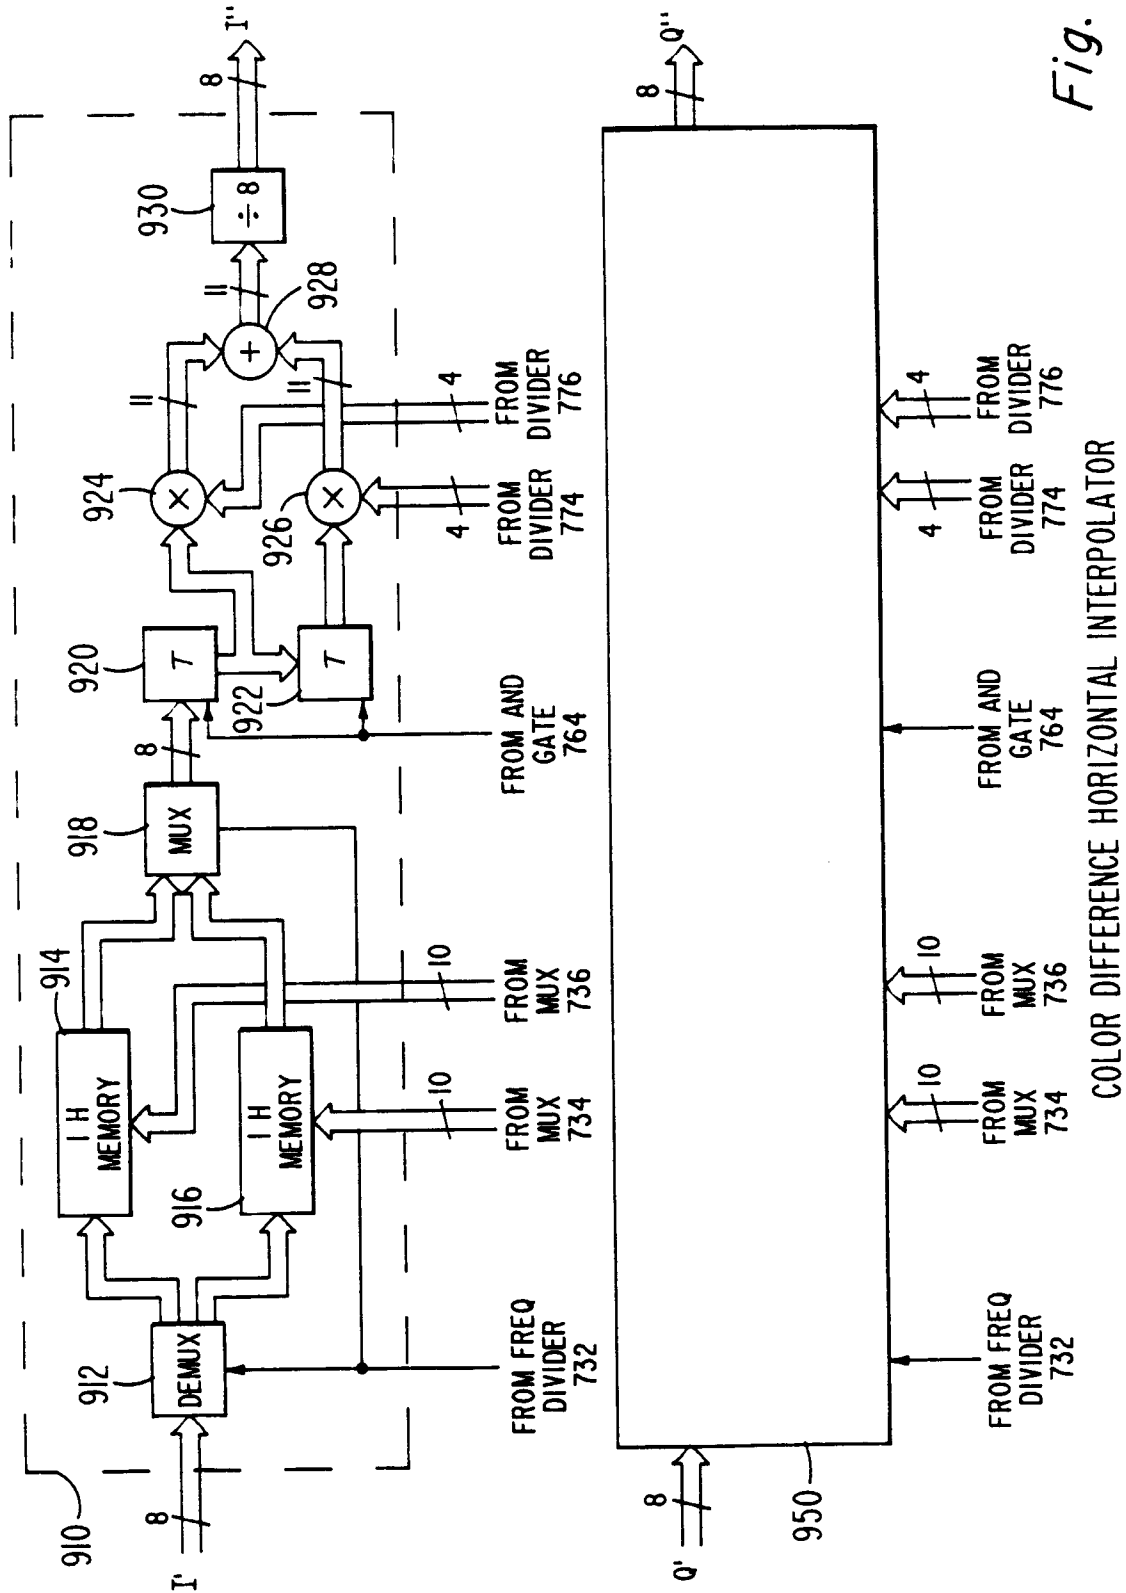 910
I'
8
912
DEMUX
914
1 H
MEMORY
916
1 H
MEMORY
918
MUX
8
920
T
922
T
924
×
926
×
11
11
+
928
11
930
÷8
8
I''
FROM FREQ
DIVIDER
732
10
FROM
MUX
734
10
FROM
MUX
736
FROM AND
GATE
764
4
FROM
DIVIDER
774
4
FROM
DIVIDER
776
Q'
8
950
8
Q''
FROM FREQ
DIVIDER
732
10
FROM
MUX
734
10
FROM
MUX
736
FROM AND
GATE
764
4
FROM
DIVIDER
774
4
FROM
DIVIDER
776
COLOR DIFFERENCE HORIZONTAL INTERPOLATOR
Fig.